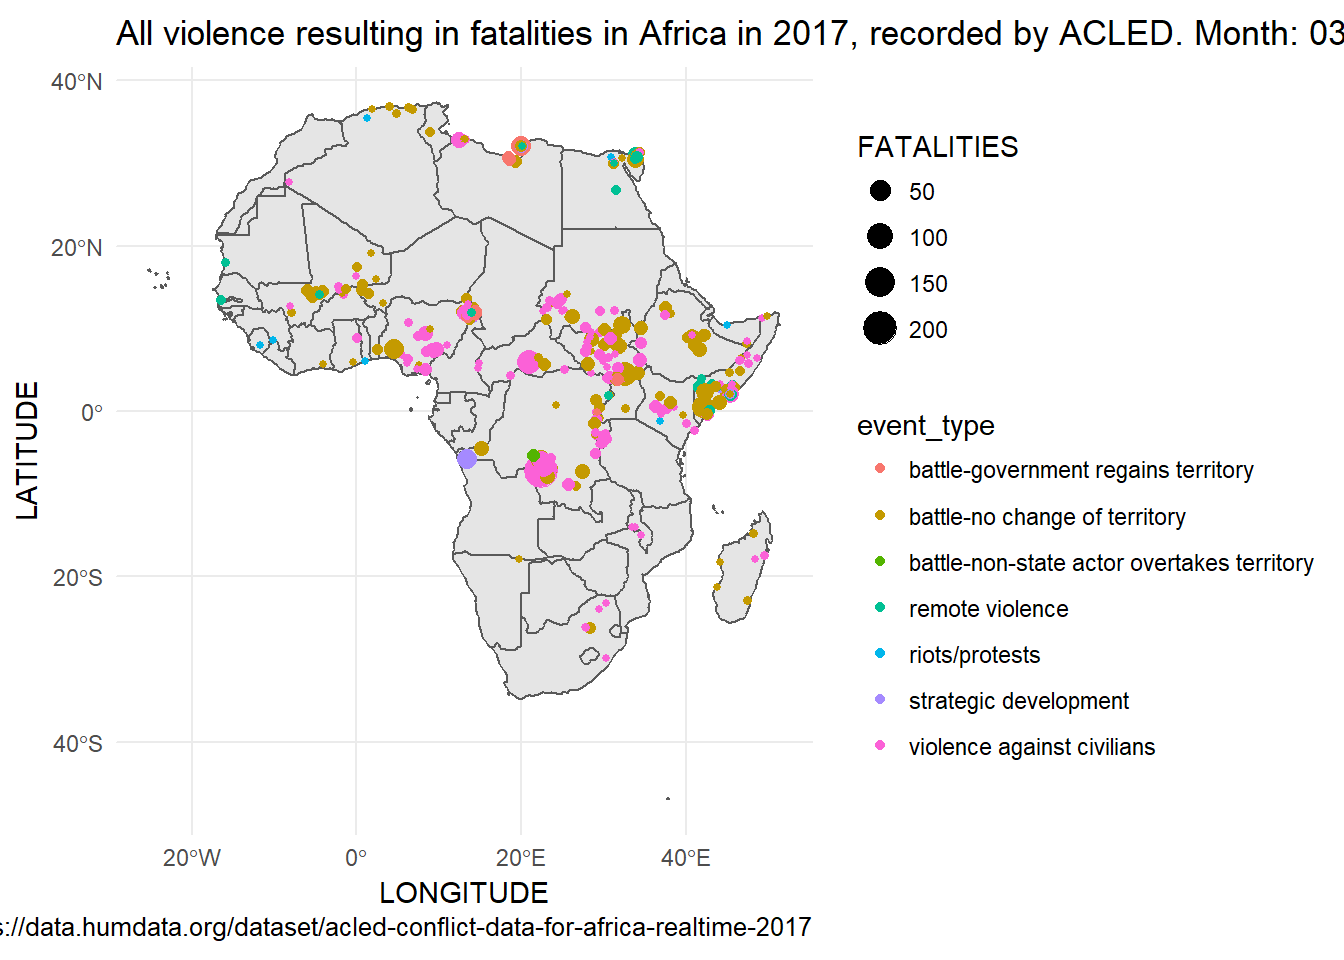 All violence resulting in fatalities in Africa in 2017, recorded by ACLED. Month: 03
40°N
20°N
0°
20°S
40°S
LATITUDE
20°W
0°
20°E
40°E
LONGITUDE
s://data.humdata.org/dataset/acled-conflict-data-for-africa-realtime-2017
FATALITIES
50
100
150
200
event_type
battle-government regains territory
battle-no change of territory
battle-non-state actor overtakes territory
remote violence
riots/protests
strategic development
violence against civilians